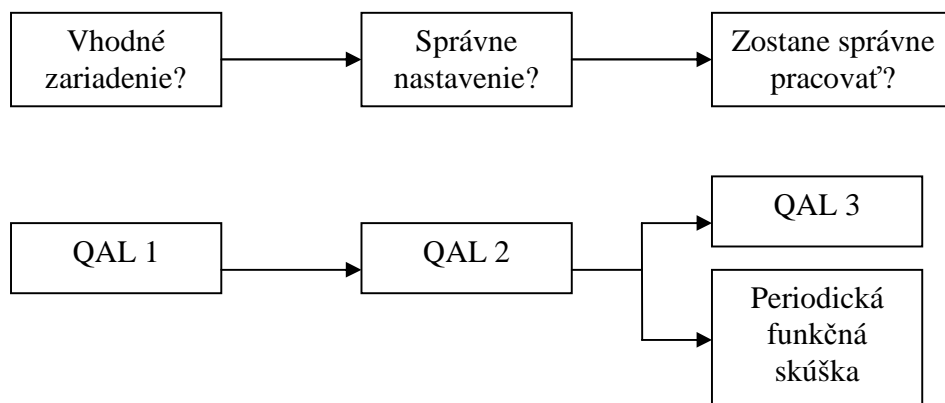 Vhodné
zariadenie?
Správne
nastavenie?
Zostane správne
pracovať?
QAL 1
QAL 2
QAL 3
Periodická
funkčná
skúška